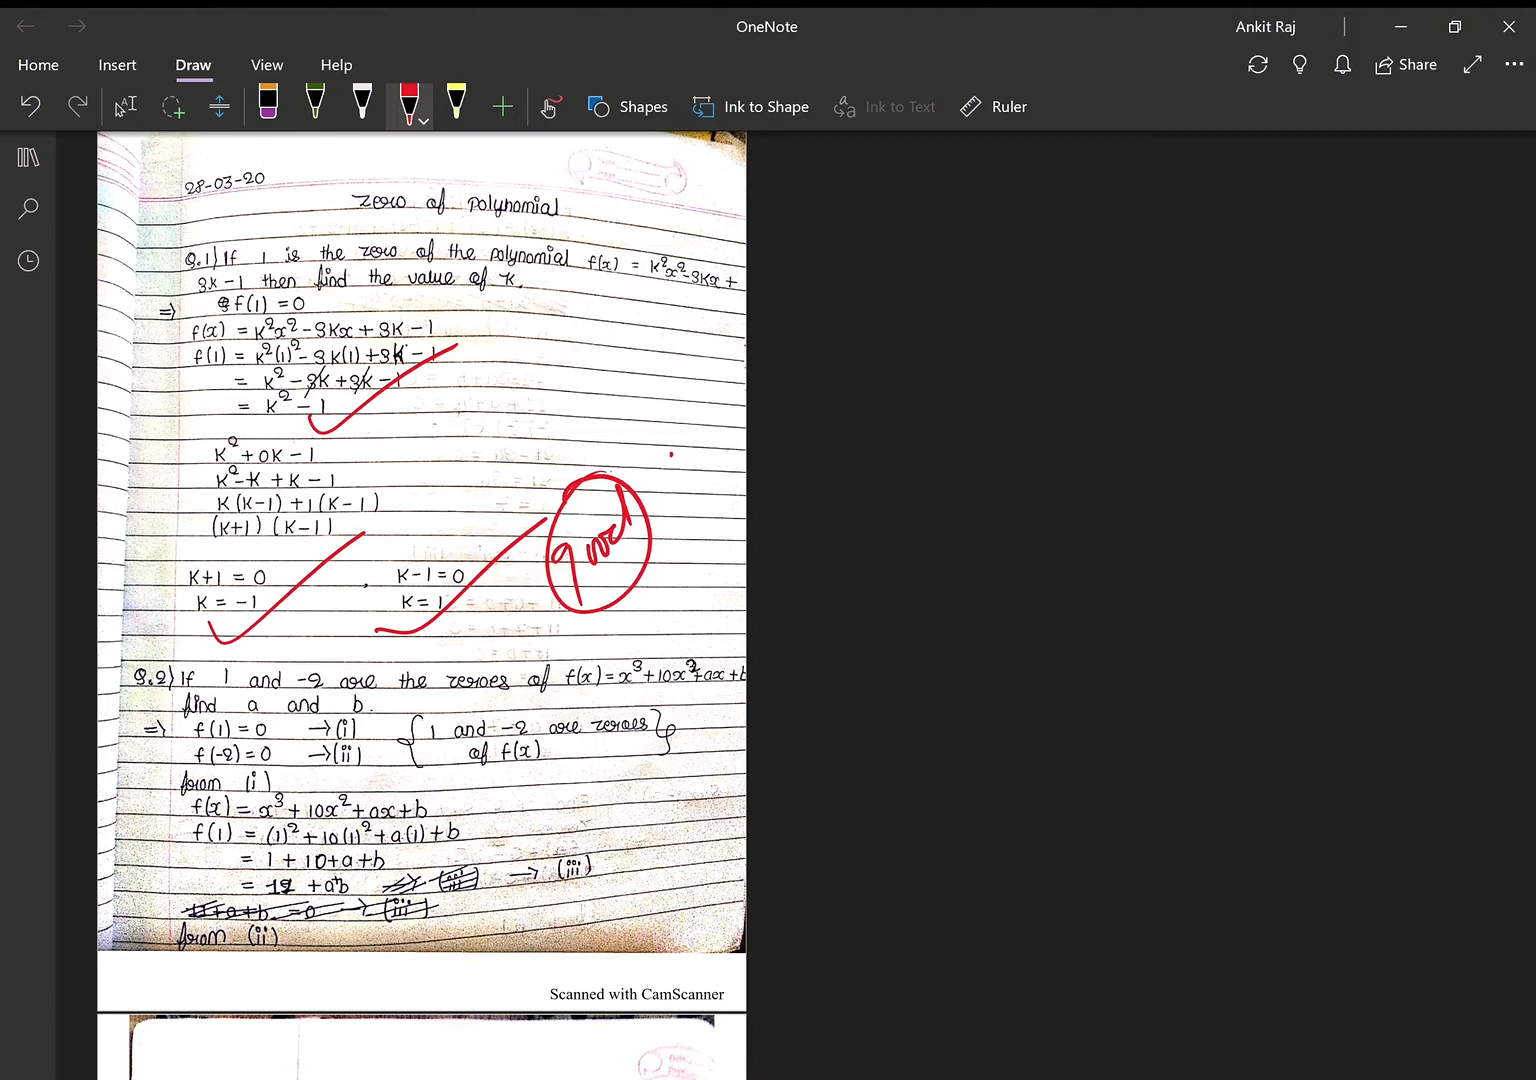 OneNote
Ankit Raj
Home Insert Draw View Help
Share
Shapes Ink to Shape Ink to Text Ruler
28-03-20
Zero of polynomial
Q.1) If 1 is the zero of the polynomial f(x) = K²x² - 3Kx +
3K - 1 then find the value of K.
⇒ f(1) = 0
f(x) = K²x² - 3Kx + 3K - 1
f(1) = K²(1)² - 3K(1) + 3K - 1
= K² - 3K + 3K - 1
= K² - 1
K² + 0K - 1
K² - K + K - 1
K(K-1) + 1(K-1)
(K+1) (K-1)
good
K+1 = 0 , K-1 = 0
K = -1 K = 1
Q.2) If 1 and -2 are the zeroes of f(x) = x³ + 10x² + ax + b
find a and b.
⇒ f(1) = 0 → (i) { 1 and -2 are zeroes }
f(-2) = 0 → (ii) of f(x)
from (i)
f(x) = x³ + 10x² + ax + b
f(1) = (1)² + 10(1)² + a(1) + b
= 1 + 10 + a + b
= 11 + a+b → (iii)
11 + a + b = 0 → (iii)
from (ii)
Scanned with CamScanner